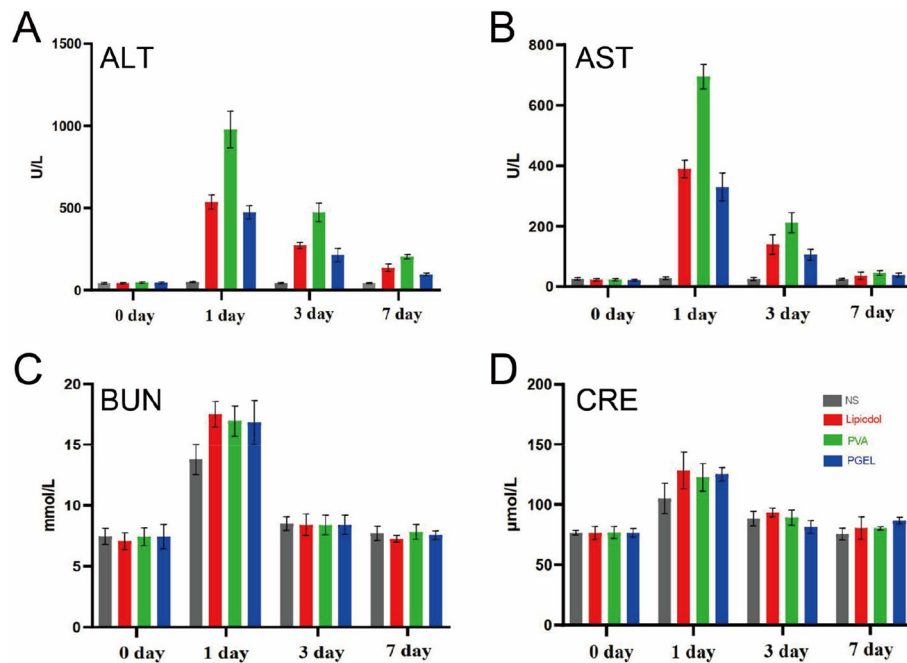 A
ALT
U/L
1500
1000
500
0
0 day
1 day
3 day
7 day
B
AST
U/L
800
600
400
200
0
0 day
1 day
3 day
7 day
C
BUN
mmol/L
20
15
10
5
0
0 day
1 day
3 day
7 day
D
CRE
µmol/L
200
150
100
50
0
NS
Lipiodol
PVA
PGEL
0 day
1 day
3 day
7 day